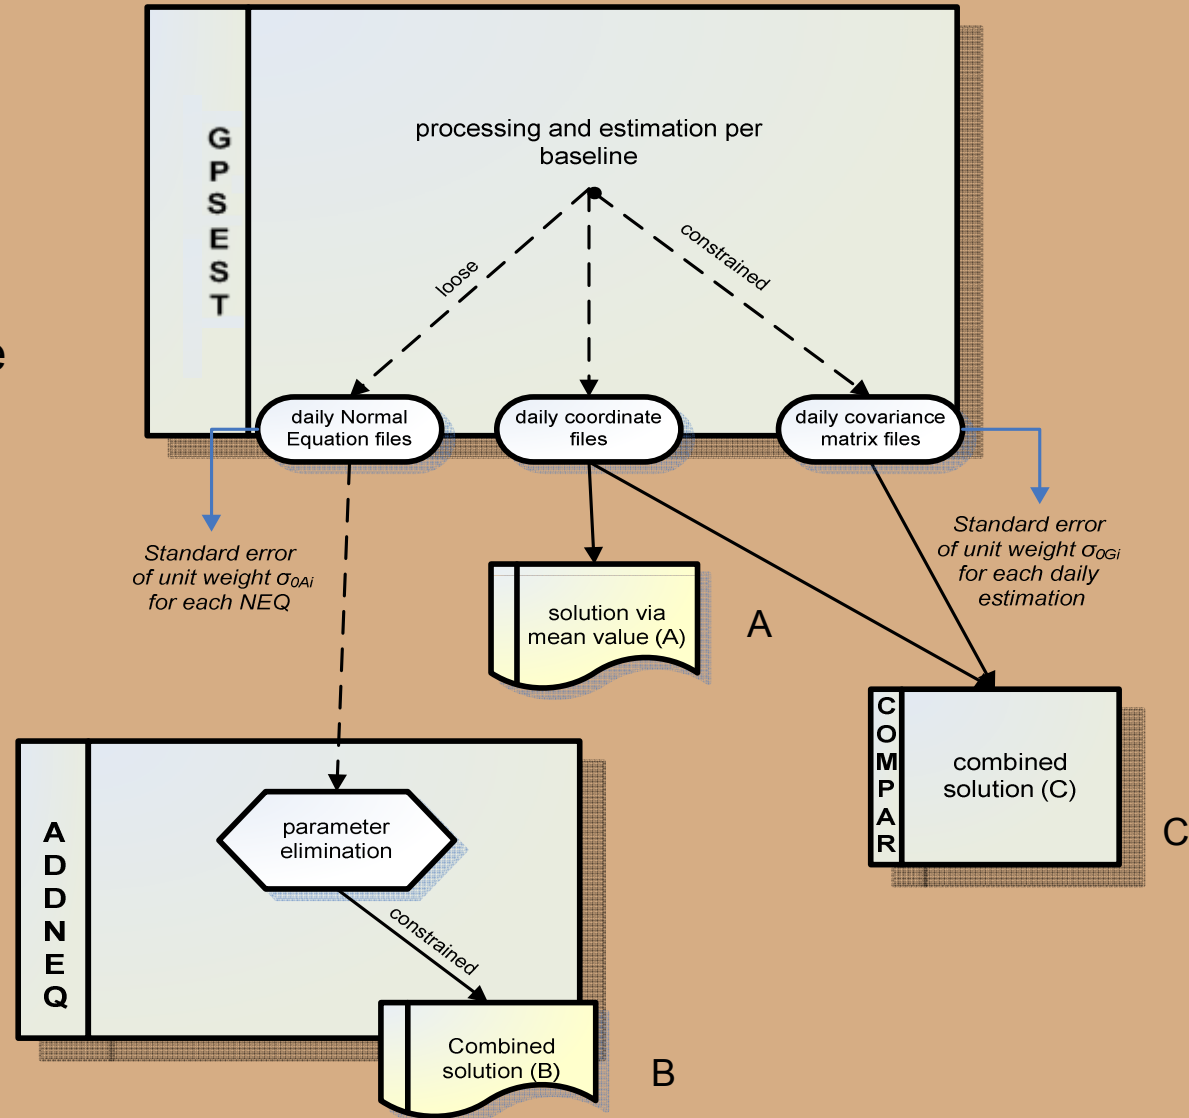 GPSEST
processing and estimation per
baseline
loose
constrained
e
daily Normal
Equation files
daily coordinate
files
daily covariance
matrix files
Standard error
of unit weight σ0Ai
for each NEQ
Standard error
of unit weight σ0Gi
for each daily
estimation
solution via
mean value (A)
A
COMPAR
combined
solution (C)
C
ADDNEQ
parameter
elimination
constrained
Combined
solution (B)
B